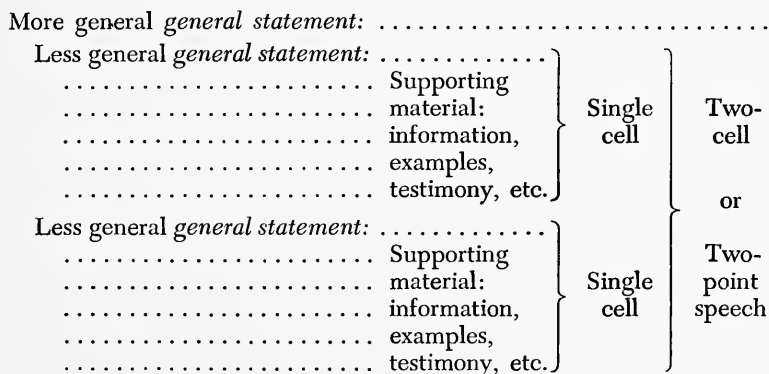 More general general statement: . . . . . . . . . . . . . . . . . . . . . . . . . . . . . . . .
Less general general statement: . . . . . . . . . . . . .
. . . . . . . . . . . . . . . . . . . . . . . . Supporting
. . . . . . . . . . . . . . . . . . . . . . . . material: Single Two-
. . . . . . . . . . . . . . . . . . . . . . . . information, cell cell
. . . . . . . . . . . . . . . . . . . . . . . . examples,
. . . . . . . . . . . . . . . . . . . . . . . . testimony, etc.
or
Less general general statement: . . . . . . . . . . . . .
. . . . . . . . . . . . . . . . . . . . . . . . Supporting Two-
. . . . . . . . . . . . . . . . . . . . . . . . material: Single point
. . . . . . . . . . . . . . . . . . . . . . . . information, cell speech
. . . . . . . . . . . . . . . . . . . . . . . . examples,
. . . . . . . . . . . . . . . . . . . . . . . . testimony, etc.